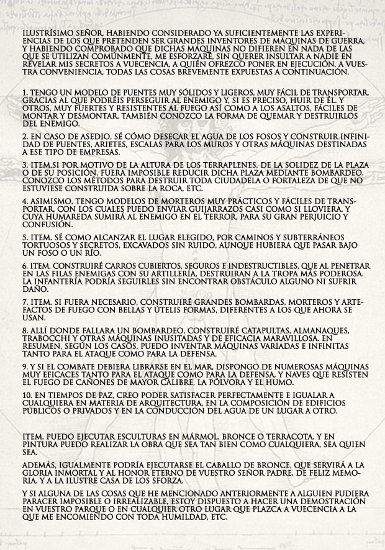 ILUSTRÍSIMO SEÑOR, HABIENDO CONSIDERADO YA SUFICIENTEMENTE LAS EXPERI-
ENCIAS DE LOS QUE PRETENDEN SER GRANDES INVENTORES DE MÁQUINAS DE GUERRA,
Y HABIENDO COMPROBADO QUE DICHAS MÁQUINAS NO DIFIEREN EN NADA DE LAS
QUE SE UTILIZAN COMÚNMENTE, ME ESFORZARÉ, SIN QUERER INSULTAR A NADIE EN
REVELAR MIS SECRETOS A VUECENCIA, A QUIÉN OFREZCO PONER EN EJECUCIÓN, A VUES-
TRA CONVENIENCIA, TODAS LAS COSAS BREVEMENTE EXPUESTAS A CONTINUACIÓN.
1. TENGO UN MODELO DE PUENTES MUY SÓLIDOS Y LIGEROS, MUY FÁCIL DE TRANSPORTAR,
GRACIAS AL QUE PODRÉIS PERSEGUIR AL ENEMIGO Y, SI ES PRECISO, HUIR DE ÉL, Y
OTROS, MUY FUERTES Y RESISTENTES AL FUEGO ASÍ COMO A LOS ASALTOS, FÁCILES DE
MONTAR Y DESMONTAR. TAMBIÉN CONOZCO LA FORMA DE QUEMAR Y DESTRUIRLOS
DEL ENEMIGO.
2. EN CASO DE ASEDIO, SÉ CÓMO DESECAR EL AGUA DE LOS FOSOS Y CONSTRUIR INFINI-
DAD DE PUENTES, ARIETES, ESCALAS PARA LOS MUROS Y OTRAS MÁQUINAS DESTINADAS
A ESE TIPO DE EMPRESAS.
3. ITEM.SI POR MOTIVO DE LA ALTURA DE LOS TERRAPLENES, DE LA SOLIDEZ DE LA PLAZA
O DE SU POSICIÓN, FUERA IMPOSIBLE REDUCIR DICHA PLAZA MEDIANTE BOMBARDEO,
CONOZCO LOS MÉTODOS PARA DESTRUIR TODA CIUDADELA O FORTALEZA DE QUE NO
ESTUVIESE CONSTRUIDA SOBRE LA ROCA, ETC.
4. ASIMISMO, TENGO MODELOS DE MORTEROS MUY PRÁCTICOS Y FÁCILES DE TRANS-
PORTAR, CON LOS CUALES PUEDO ENVIAR GUIJARRAZOS CASI COMO SI LLOVIERA, Y
CUYA HUMAREDA SUMIRÁ AL ENEMIGO EN EL TERROR, PARA SU GRAN PERJUICIO Y
CONFUSIÓN.
5. ITEM, SÉ COMO ALCANZAR EL LUGAR ELEGIDO, POR CAMINOS Y SUBTERRÁNEOS
TORTUOSOS Y SECRETOS, EXCAVADOS SIN RUIDO, AUNQUE HUBIERA QUE PASAR BAJO
UN FOSO O UN RÍO.
6. ITEM. CONSTRUIRÉ CARROS CUBIERTOS, SEGUROS E INDESTRUCTIBLES, QUE AL PENETRAR
EN LAS FILAS ENEMIGAS CON SU ARTILLERÍA, DESTRUIRÁN A LA TROPA MÁS PODEROSA.
LA INFANTERÍA PODRÍA SEGUIRLES SIN ENCONTRAR OBSTÁCULO ALGUNO NI SUFRIR
DAÑO.
7. ITEM. SI FUERA NECESARIO, CONSTRUIRÉ GRANDES BOMBARDAS, MORTEROS Y ARTE-
FACTOS DE FUEGO CON BELLAS Y ÚTELIS FORMAS, DIFERENTES A LOS QUE AHORA SE
USAN.
8. ALLÍ DONDE FALLARA UN BOMBARDEO, CONSTRUIRÉ CATAPULTAS, ALMANAQUES,
TRABOCCHI Y OTRAS MÁQUINAS INUSITADAS Y DE EFICACIA MARAVILLOSA. EN
RESUMEN, SEGÚN LOS CASOS, PUEDO INVENTAR MÁQUINAS VARIADAS E INFINITAS
TANTO PARA EL ATAQUE COMO PARA LA DEFENSA.
9. Y SI EL COMBATE DEBIERA LIBRARSE EN EL MAR, DISPONGO DE NUMEROSAS MÁQUINAS
MUY EFICACES TANTO PARA EL ATAQUE COMO PARA LA DEFENSA, Y NAVES QUE RESISTEN
EL FUEGO DE CAÑONES DE MAYOR CALIBRE, LA PÓLVORA Y EL HUMO.
10. EN TIEMPOS DE PAZ, CREO PODER SATISFACER PERFECTAMENTE E IGUALAR A
CUALQUIERA EN MATERIA DE ARQUITECTURA, EN LA COMPOSICIÓN DE EDIFICIOS
PÚBLICOS O PRIVADOS Y EN LA CONDUCCIÓN DEL AGUA DE UN LUGAR A OTRO.
ITEM. PUEDO EJECUTAR ESCULTURAS EN MÁRMOL, BRONCE O TERRACOTA, Y EN
PINTURA PUEDO REALIZAR LA OBRA QUE SEA TAN BIEN COMO CUALQUIERA, SEA QUIEN
SEA.
ADEMÁS, IGUALMENTE PODRÍA EJECUTARSE EL CABALLO DE BRONCE, QUE SERVIRÁ A LA
GLORIA INMORTAL Y AL HONOR ETERNO DE VUESTRO SEÑOR PADRE, DE FELIZ MEMO-
RIA, Y A LA ILUSTRE CASA DE LOS SFORZA.
Y SI ALGUNA DE LAS COSAS QUE HE MENCIONADO ANTERIORMENTE A ALGUIEN PUDIERA
PARACER IMPOSIBLE O IRREALIZABLE, ESTOY DISPUESTO A HACER UNA DEMOSTRACIÓN
EN VUESTRO PARQUE O EN CUALQUIER OTRO LUGAR QUE PLAZCA A VUECENCIA A LA
QUE ME ENCOMIENDO CON TODA HUMILDAD, ETC.